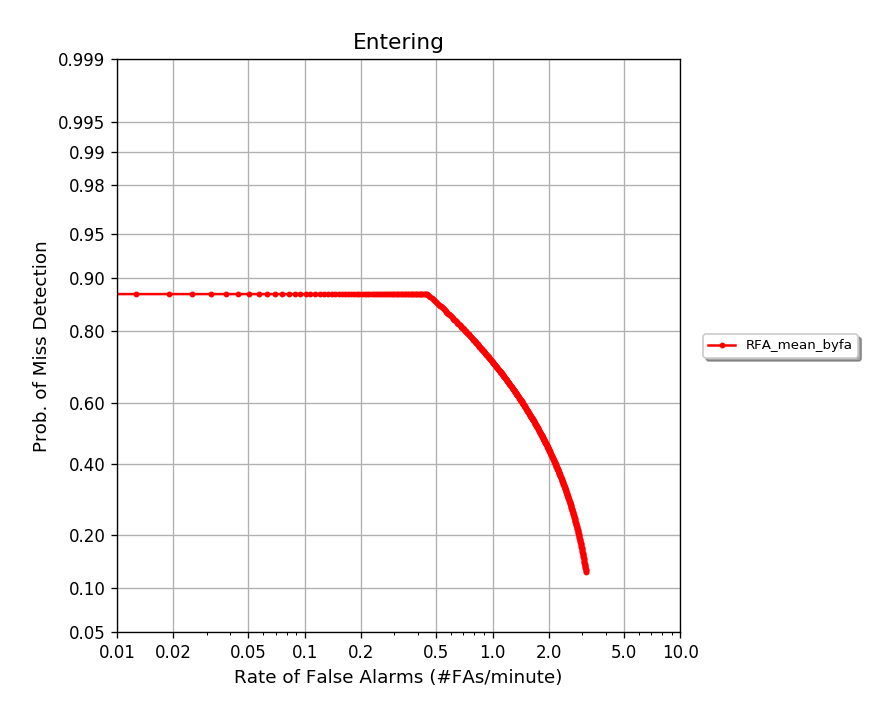 Entering
0.999
0.995
0.99
0.98
0.95
0.90
0.80
0.60
0.40
0.20
0.10
0.05
Prob. of Miss Detection
0.01 0.02 0.05 0.1 0.2 0.5 1.0 2.0 5.0 10.0
Rate of False Alarms (#FAs/minute)
RFA_mean_byfa